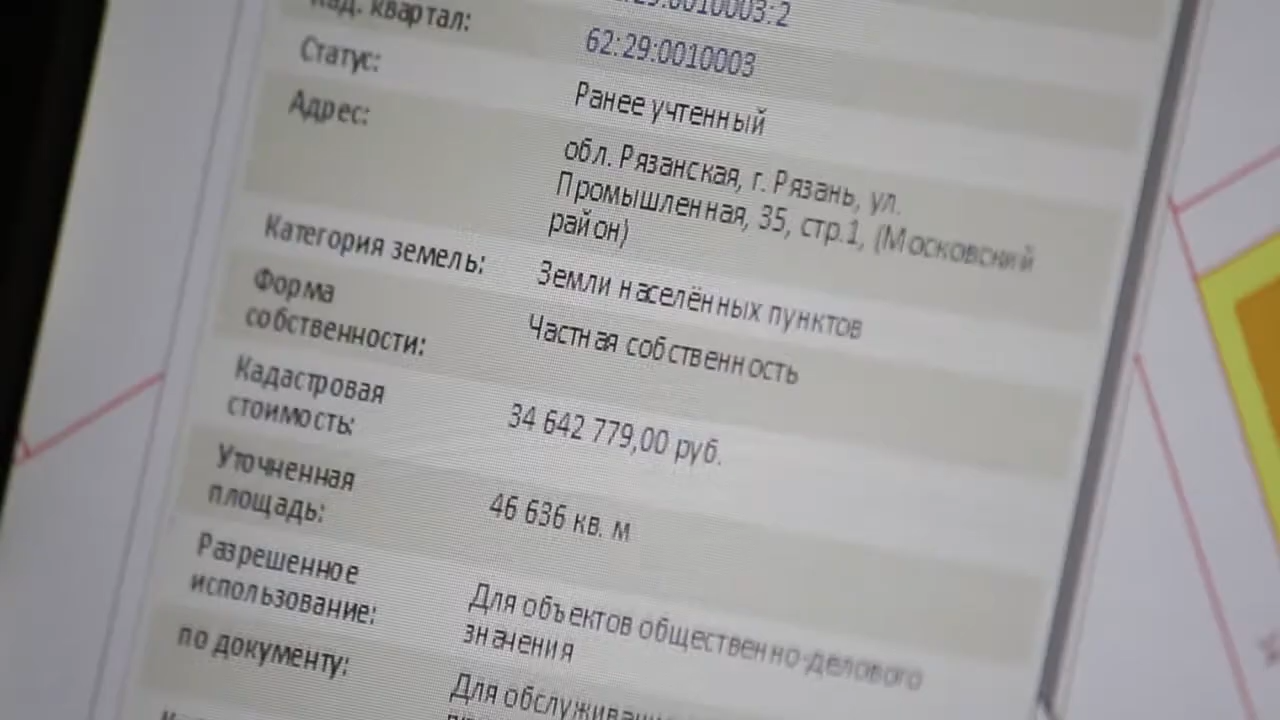 Кад. квартал:
62:29:0010003
Статус:
Ранее учтенный
Адрес:
обл. Рязанская, г. Рязань, ул.
Промышленная, 35, стр.1, (Московский
район)
Категория земель:
Земли населённых пунктов
Форма
собственности:
Частная собственность
Кадастровая
стоимость:
34 642 779,00 руб.
Уточненная
площадь:
46 636 кв. м
Разрешенное
использование:
Для объектов общественно-делового
значения
по документу:
Для